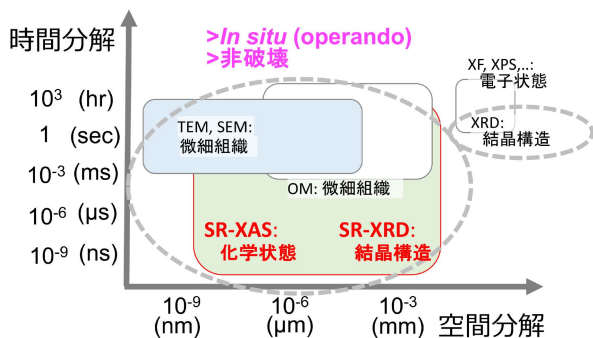 時間分解
>In situ (operando)
>非破壊
XF, XPS,..:
電子状態
10³ (hr)
TEM, SEM:
微細組織
XRD:
結晶構造
1 (sec)
10⁻³ (ms)
OM: 微細組織
10⁻⁶ (μs)
SR-XAS:
化学状態
SR-XRD:
結晶構造
10⁻⁹ (ns)
10⁻⁹
(nm)
10⁻⁶
(μm)
10⁻³
(mm)
空間分解